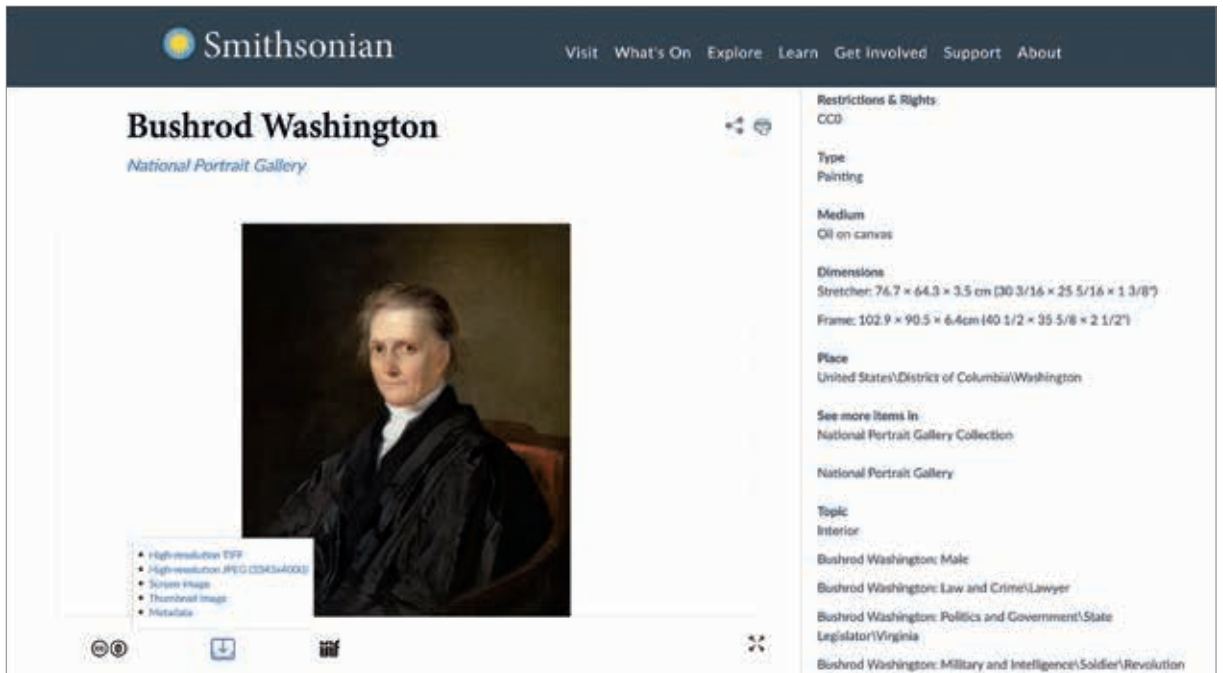 Smithsonian
Visit What's On Explore Learn Get Involved Support About
Bushrod Washington
National Portrait Gallery
High-resolution TIFF
High-resolution JPEG (3343x4000)
Screen Image
Thumbnail Image
Metadata
cc
iiif
Restrictions & Rights
CC0
Type
Painting
Medium
Oil on canvas
Dimensions
Stretcher: 76.7 × 64.3 × 3.5 cm (30 3/16 × 25 5/16 × 1 3/8")
Frame: 102.9 × 90.5 × 6.4cm (40 1/2 × 35 5/8 × 2 1/2")
Place
United States\District of Columbia\Washington
See more items in
National Portrait Gallery Collection
National Portrait Gallery
Topic
Interior
Bushrod Washington: Male
Bushrod Washington: Law and Crime\Lawyer
Bushrod Washington: Politics and Government\State
Legislator\Virginia
Bushrod Washington: Military and Intelligence\Soldier\Revolution